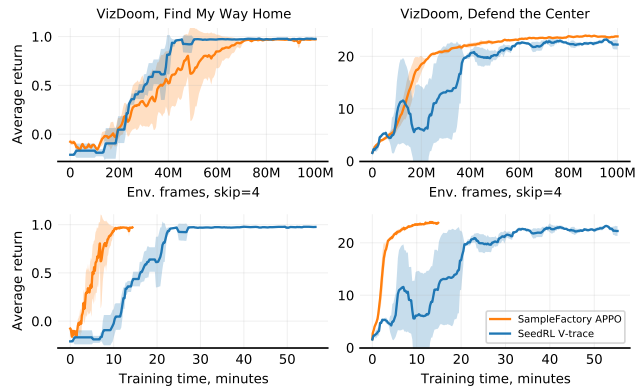 VizDoom, Find My Way Home
VizDoom, Defend the Center
Average return
1.0
0.5
0.0
0 20M 40M 60M 80M 100M
Env. frames, skip=4
20
10
0
0 20M 40M 60M 80M 100M
Env. frames, skip=4
Average return
1.0
0.5
0.0
0 10 20 30 40 50
Training time, minutes
20
10
0
0 10 20 30 40 50
Training time, minutes
SampleFactory APPO
SeedRL V-trace